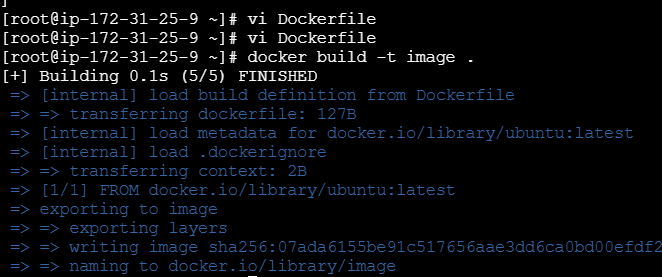 ]
[root@ip-172-31-25-9 ~]# vi Dockerfile
[root@ip-172-31-25-9 ~]# vi Dockerfile
[root@ip-172-31-25-9 ~]# docker build -t image .
[+] Building 0.1s (5/5) FINISHED
=> [internal] load build definition from Dockerfile
=> => transferring dockerfile: 127B
=> [internal] load metadata for docker.io/library/ubuntu:latest
=> [internal] load .dockerignore
=> => transferring context: 2B
=> [1/1] FROM docker.io/library/ubuntu:latest
=> exporting to image
=> => exporting layers
=> => writing image sha256:07ada6155be91c517656aae3dd6ca0bd00efdf2
=> => naming to docker.io/library/image